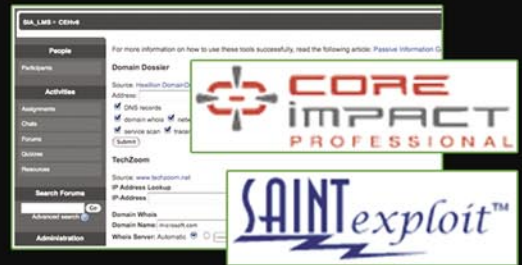 SIA_LMS ▸ CEHv6
People
Participants
Activities
Assignments
Chats
Forums
Quizzes
Resources
Search Forums
Go
Advanced search
Administration
For more information on how to use these tools successfully, read the following article: Passive Information G
Domain Dossier
Source: Hexillion
Address:
DNS records
domain whois
service scan
Submit
TechZoom
Source: www.techzoom.net
IP Address Lookup
IP-Address
Domain Whois
Domain Name: microsoft.com
Whois Server: Automatic
CORE
IMPACT
PROFESSIONAL
SAINTexploit™